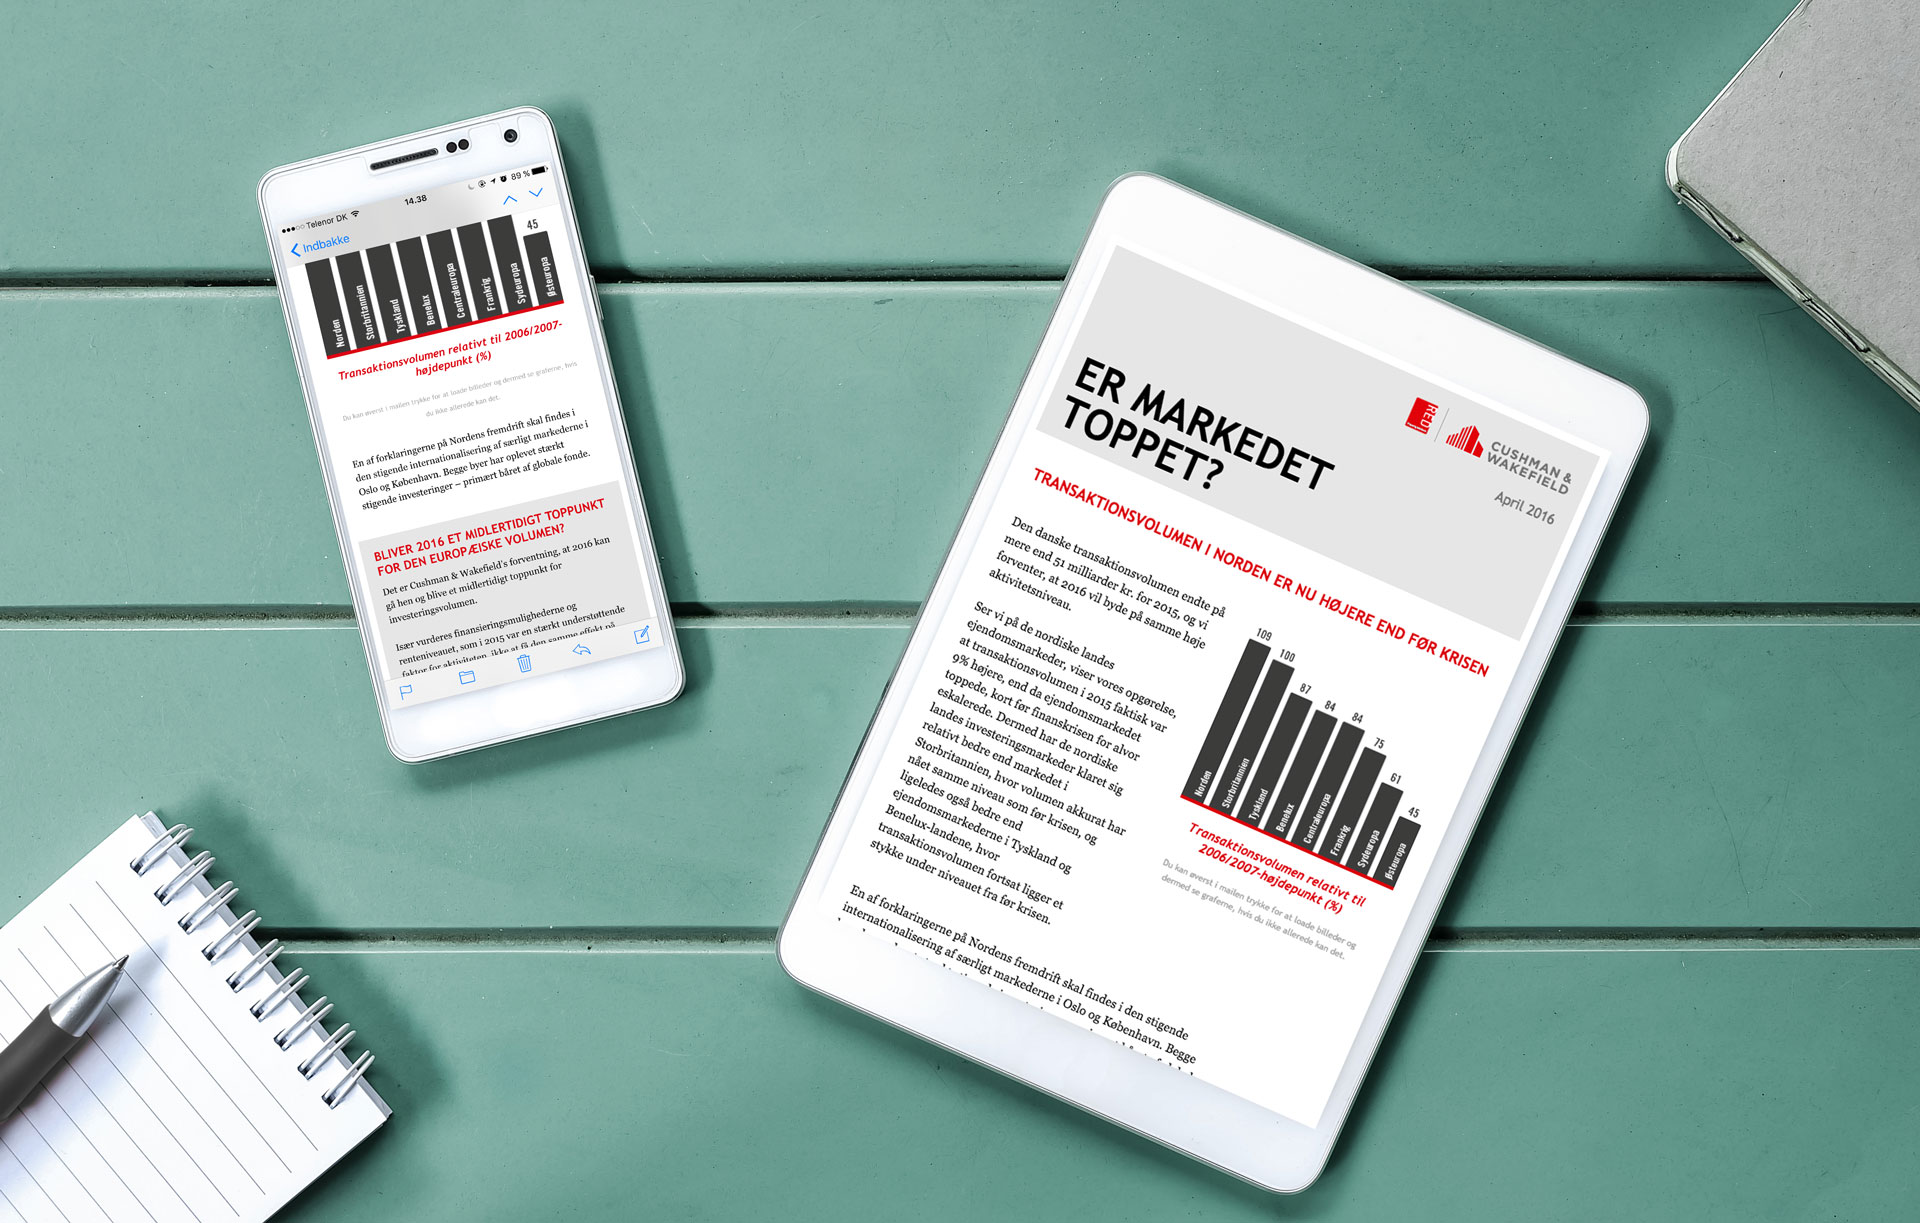 Telenor DK
14.38
89 %
Indbakke
45
Norden
Storbritannien
Tyskland
Benelux
Centraleuropa
Frankrig
Sydeuropa
Østeuropa
Transaktionsvolumen relativt til 2006/2007-
højdepunkt (%)
Du kan øverst i mailen trykke for at loade billeder og dermed se graferne, hvis
du ikke allerede kan det.
En af forklaringerne på Nordens fremdrift skal findes i
den stigende internationalisering af særligt markederne i
Oslo og København. Begge byer har oplevet stærkt
stigende investeringer – primært båret af globale fonde.
BLIVER 2016 ET MIDLERTIDIGT TOPPUNKT
FOR DEN EUROPÆISKE VOLUMEN?
Det er Cushman & Wakefield's forventning, at 2016 kan
gå hen og blive et midlertidigt toppunkt for
investeringsvolumen.
Især vurderes finansieringsmulighederne og
renteniveauet, som i 2015 var en stærkt understøttende
faktor for aktiviteten, ikke at få den samme effekt på
ER MARKEDET
TOPPET?
RED
CUSHMAN &
WAKEFIELD
April 2016
TRANSAKTIONSVOLUMEN I NORDEN ER NU HØJERE END FØR KRISEN
Den danske transaktionsvolumen endte på
mere end 51 milliarder kr. for 2015, og vi
forventer, at 2016 vil byde på samme høje
aktivitetsniveau.
Ser vi på de nordiske landes
ejendomsmarkeder, viser vores opgørelse,
at transaktionsvolumen i 2015 faktisk var
9% højere, end da ejendomsmarkedet
toppede, kort før finanskrisen for alvor
eskalerede. Dermed har de nordiske
landes investeringsmarkeder klaret sig
relativt bedre end markedet i
Storbritannien, hvor volumen akkurat har
nået samme niveau som før krisen, og
ligeledes også bedre end
ejendomsmarkederne i Tyskland og
Benelux-landene, hvor
transaktionsvolumen fortsat ligger et
stykke under niveauet fra før krisen.
109
100
87
84
84
75
61
45
Norden
Storbritannien
Tyskland
Benelux
Centraleuropa
Frankrig
Sydeuropa
Østeuropa
Transaktionsvolumen relativt til
2006/2007-højdepunkt (%)
Du kan øverst i mailen trykke for at loade billeder og
dermed se graferne, hvis du ikke allerede kan det.
En af forklaringerne på Nordens fremdrift skal findes i den stigende
internationalisering af særligt markederne i Oslo og København. Begge